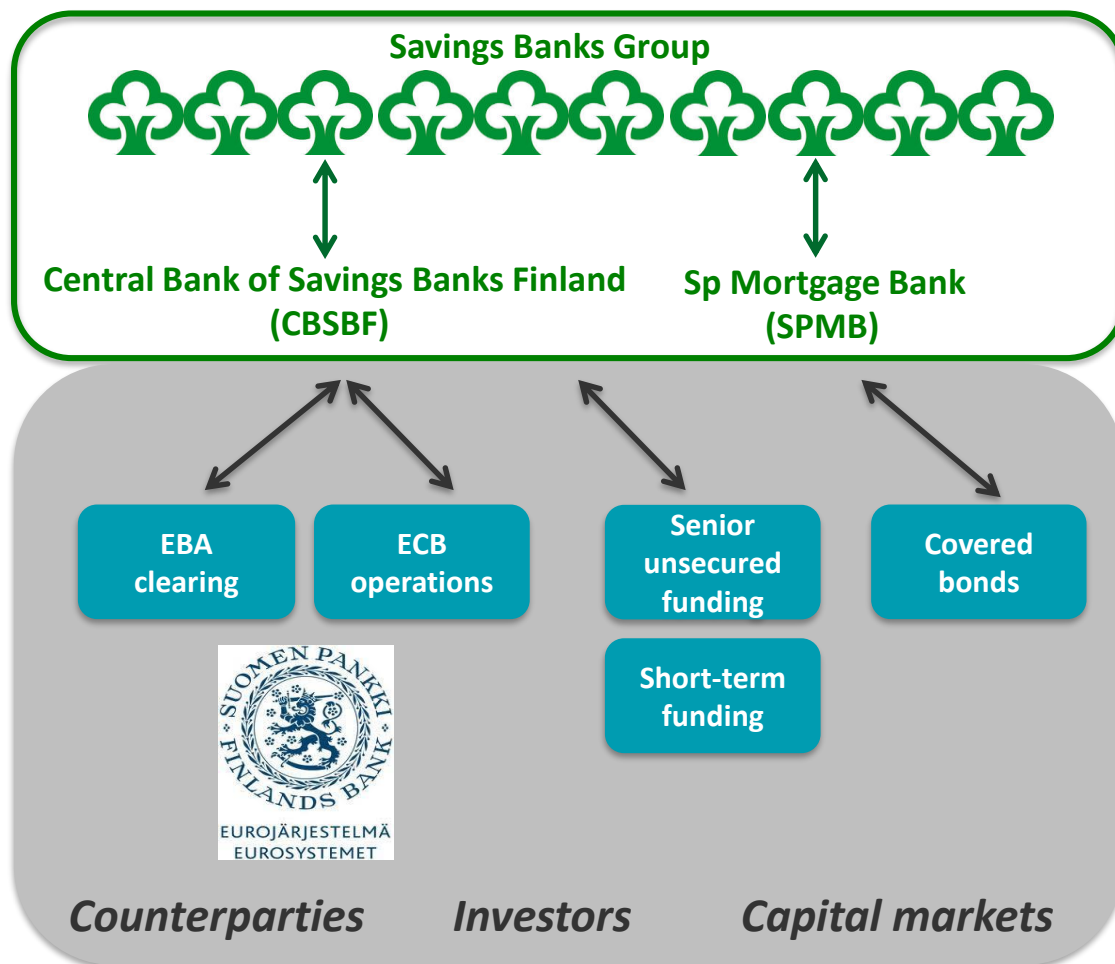 Savings Banks Group
Central Bank of Savings Banks Finland
(CBSBF)
Sp Mortgage Bank
(SPMB)
EBA
clearing
ECB
operations
Senior
unsecured
funding
Covered
bonds
Short-term
funding
SUOMEN PANKKI
FINLANDS BANK
EUROJÄRJESTELMÄ
EUROSYSTEMET
Counterparties
Investors
Capital markets